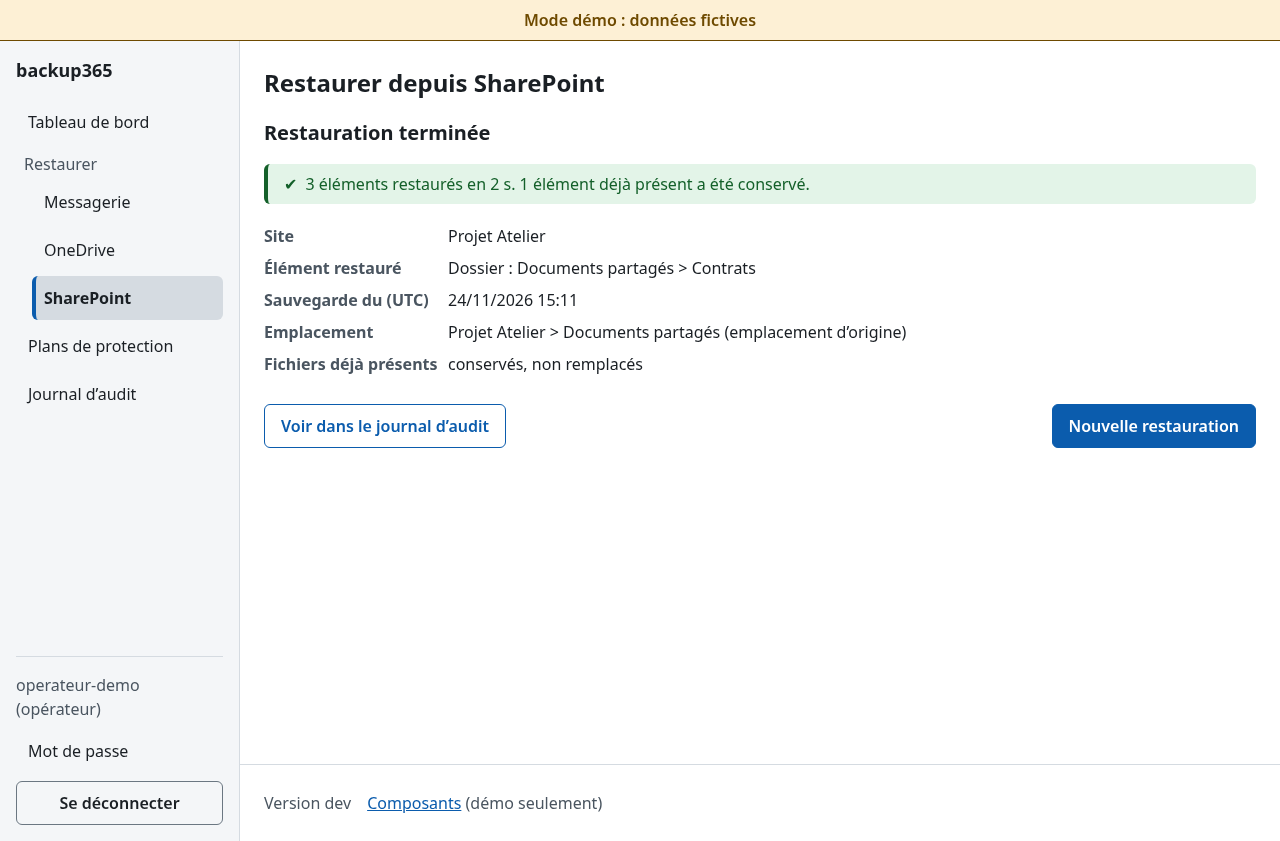 Mode démo : données fictives
backup365
Tableau de bord
Restaurer
Messagerie
OneDrive
SharePoint
Plans de protection
Journal d’audit
operateur-demo
(opérateur)
Mot de passe
Se déconnecter
Restaurer depuis SharePoint
Restauration terminée
✔ 3 éléments restaurés en 2 s. 1 élément déjà présent a été conservé.
Site Projet Atelier
Élément restauré Dossier : Documents partagés > Contrats
Sauvegarde du (UTC) 24/11/2026 15:11
Emplacement Projet Atelier > Documents partagés (emplacement d’origine)
Fichiers déjà présents conservés, non remplacés
Voir dans le journal d’audit
Nouvelle restauration
Version dev Composants (démo seulement)